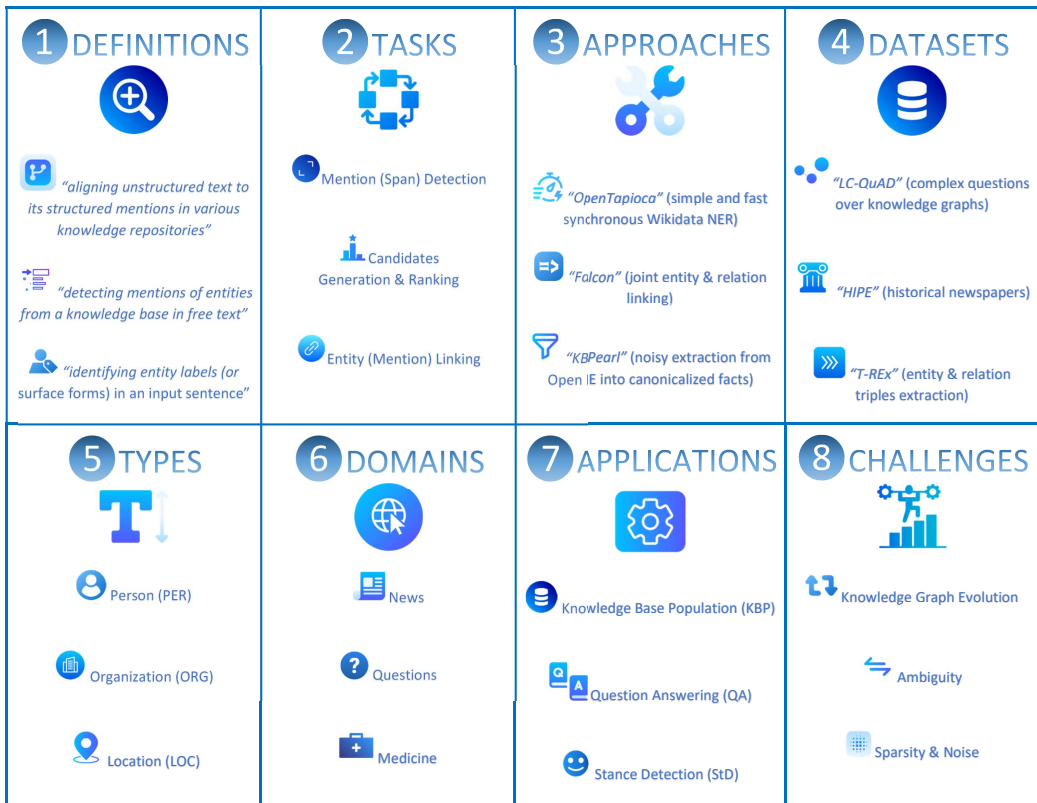 1 DEFINITIONS
"aligning unstructured text to
its structured mentions in various
knowledge repositories"
"detecting mentions of entities
from a knowledge base in free text"
"identifying entity labels (or
surface forms) in an input sentence"
2 TASKS
Mention (Span) Detection
Candidates
Generation & Ranking
Entity (Mention) Linking
3 APPROACHES
"OpenTapioca" (simple and fast
synchronous Wikidata NER)
"Falcon" (joint entity & relation
linking)
"KBPearl" (noisy extraction from
Open IE into canonicalized facts)
4 DATASETS
"LC-QuAD" (complex questions
over knowledge graphs)
"HIPE" (historical newspapers)
"T-REx" (entity & relation
triples extraction)
5 TYPES
Person (PER)
Organization (ORG)
Location (LOC)
6 DOMAINS
News
?
Questions
Medicine
7 APPLICATIONS
Knowledge Base Population (KBP)
Q
A
Question Answering (QA)
Stance Detection (StD)
8 CHALLENGES
Knowledge Graph Evolution
Ambiguity
Sparsity & Noise